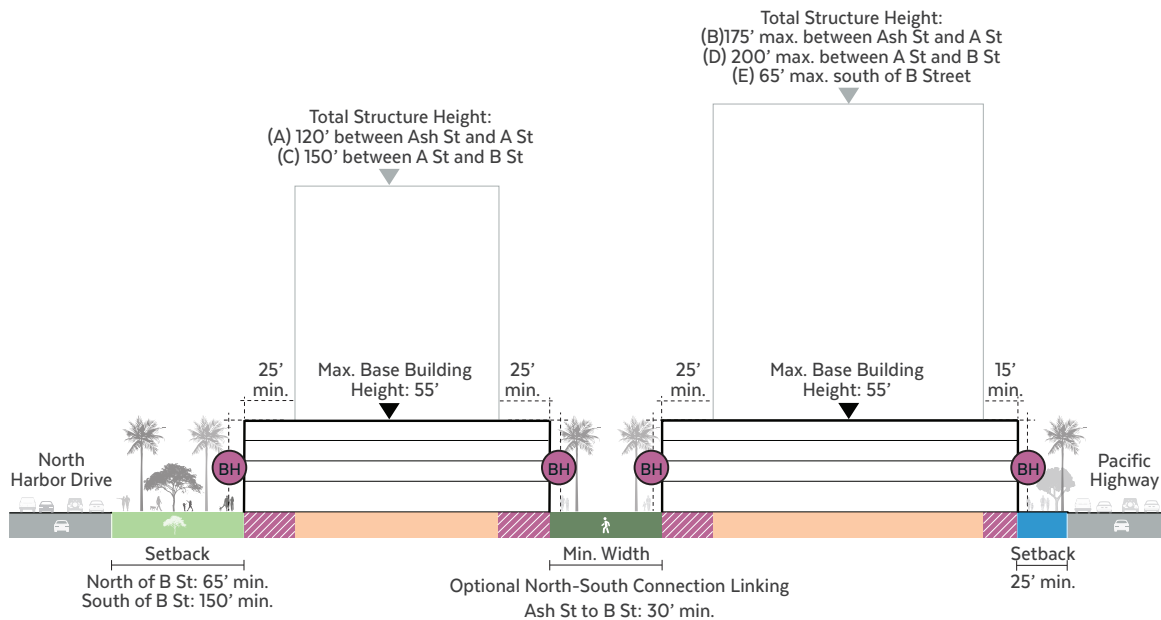 Total Structure Height:
(B)175’ max. between Ash St and A St
(D) 200’ max. between A St and B St
(E) 65’ max. south of B Street
Total Structure Height:
(A) 120’ between Ash St and A St
(C) 150’ between A St and B St
25’
min.
Max. Base Building
Height: 55’
25’
min.
25’
min.
Max. Base Building
Height: 55’
15’
min.
North
Harbor Drive
BH
BH
BH
BH
Pacific
Highway
Setback
North of B St: 65’ min.
South of B St: 150’ min.
Min. Width
Optional North-South Connection Linking
Ash St to B St: 30’ min.
Setback
25’ min.